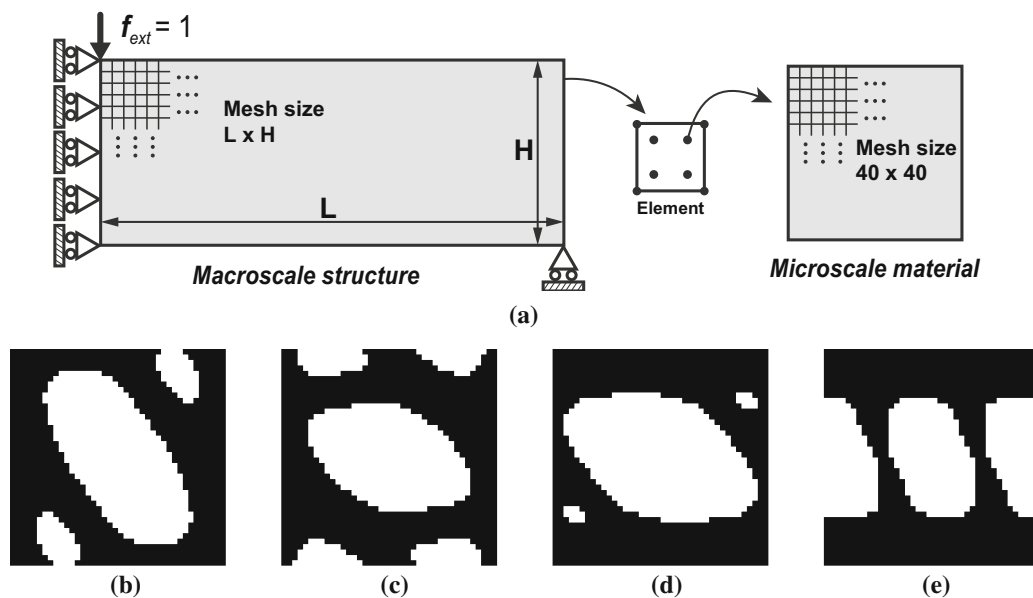 f_ext = 1
Mesh size
L x H
H
L
Element
Mesh size
40 x 40
Macroscale structure
Microscale material
(a)
(b) (c) (d) (e)